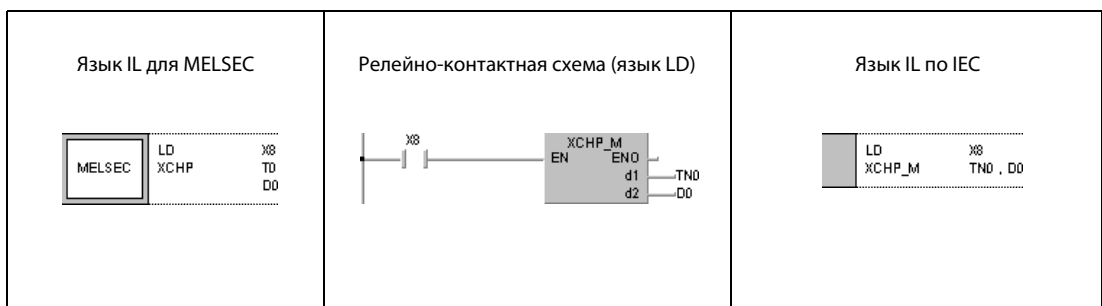 Язык IL для MELSEC
MELSEC
LD X8
XCHP T0
D0
Релейно-контактная схема (язык LD)
X8
XCHP_M
EN ENO
d1 TN0
d2 D0
Язык IL по IEC
LD X8
XCHP_M TN0 , D0